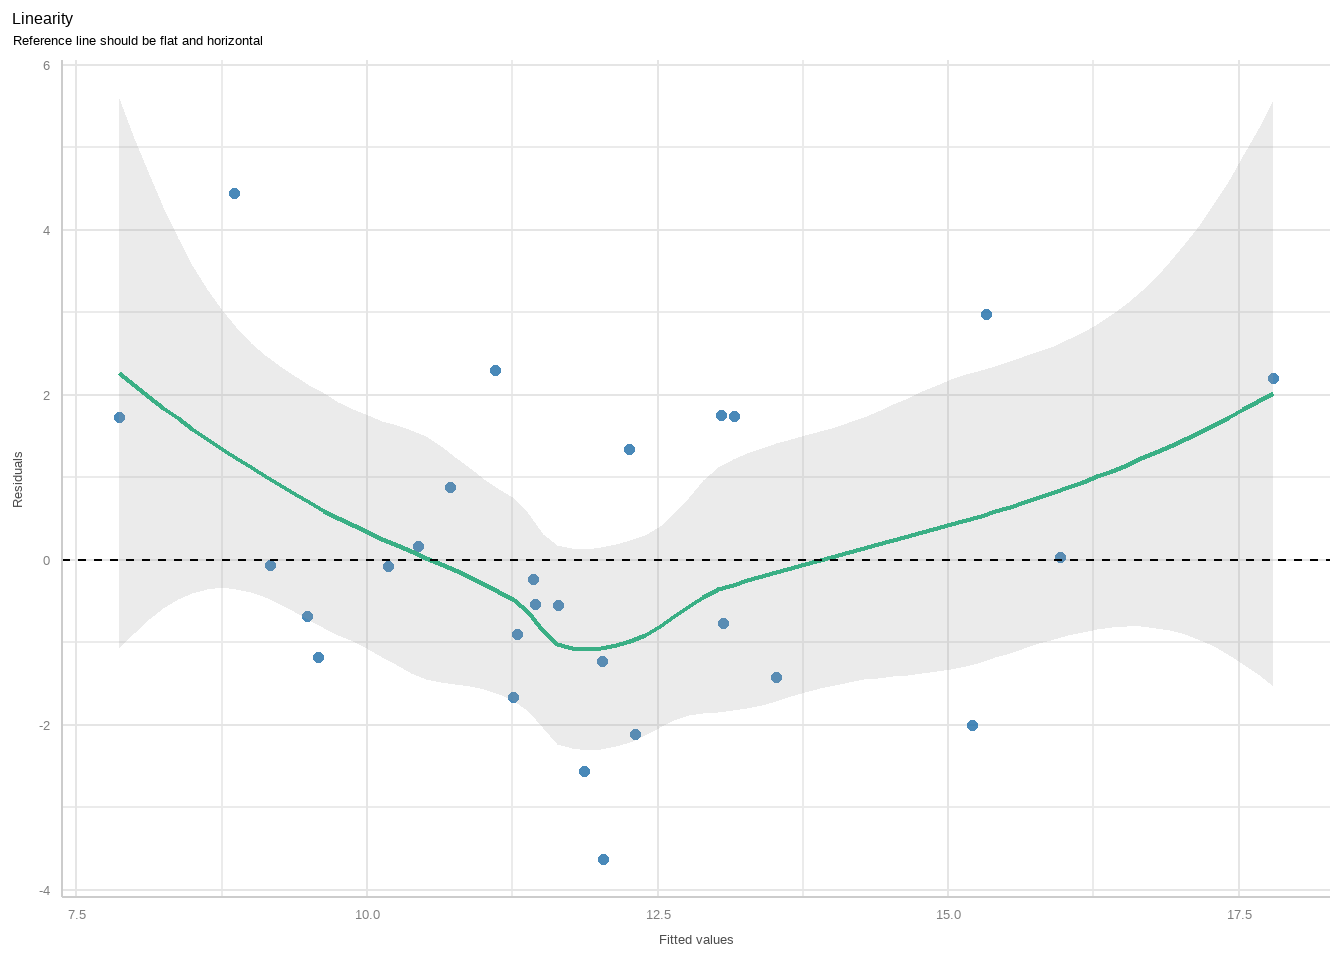 Linearity
Reference line should be flat and horizontal
6
4
2
0
-2
-4
Residuals
7.5 10.0 12.5 15.0 17.5
Fitted values